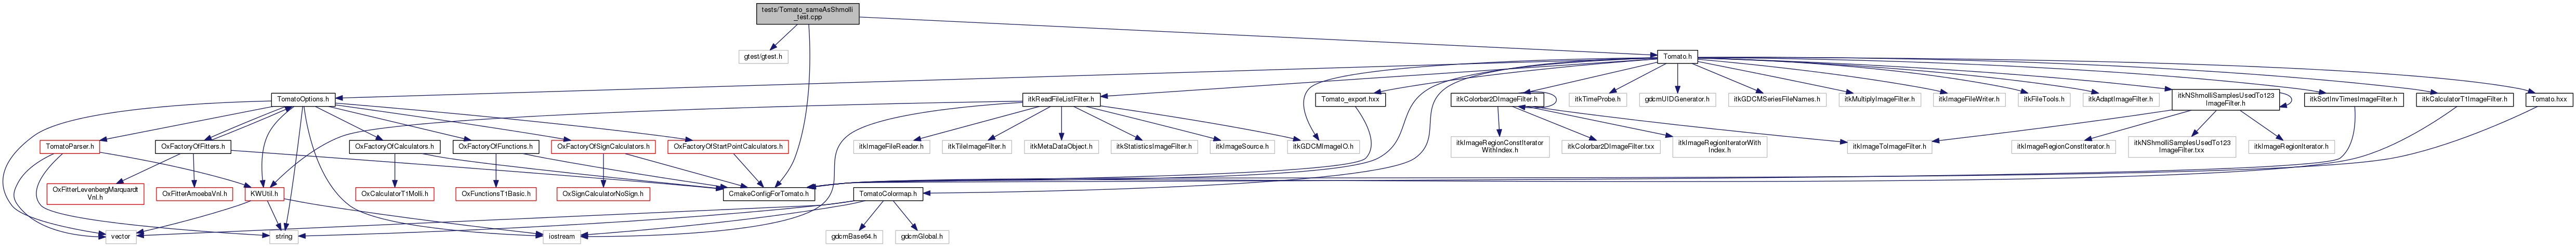 tests/Tomato_sameAsShmolli
_test.cpp
gtest/gtest.h
Tomato.h
TomatoOptions.h
itkReadFileListFilter.h
Tomato_export.hxx
itkColorbar2DImageFilter.h
itkTimeProbe.h
gdcmUIDGenerator.h
itkGDCMSeriesFileNames.h
itkMultiplyImageFilter.h
itkImageFileWriter.h
itkFileTools.h
itkAdaptImageFilter.h
itkNShmolliSamplesUsedTo123
ImageFilter.h
itkSortInvTimesImageFilter.h
itkCalculatorT1ImageFilter.h
Tomato.hxx
TomatoParser.h
OxFactoryOfFitters.h
OxFactoryOfCalculators.h
OxFactoryOfFunctions.h
OxFactoryOfSignCalculators.h
OxFactoryOfStartPointCalculators.h
itkImageFileReader.h
itkTileImageFilter.h
itkMetaDataObject.h
itkStatisticsImageFilter.h
itkImageSource.h
itkGDCMImageIO.h
itkImageRegionConstIterator
WithIndex.h
itkColorbar2DImageFilter.txx
itkImageRegionIteratorWith
Index.h
itkImageToImageFilter.h
itkImageRegionConstIterator.h
itkNShmolliSamplesUsedTo123
ImageFilter.txx
itkImageRegionIterator.h
OxFitterLevenbergMarquardt
Vnl.h
OxFitterAmoebaVnl.h
KWUtil.h
OxCalculatorT1Molli.h
OxFunctionsT1Basic.h
OxSignCalculatorNoSign.h
CmakeConfigForTomato.h
TomatoColormap.h
vector
string
iostream
gdcmBase64.h
gdcmGlobal.h